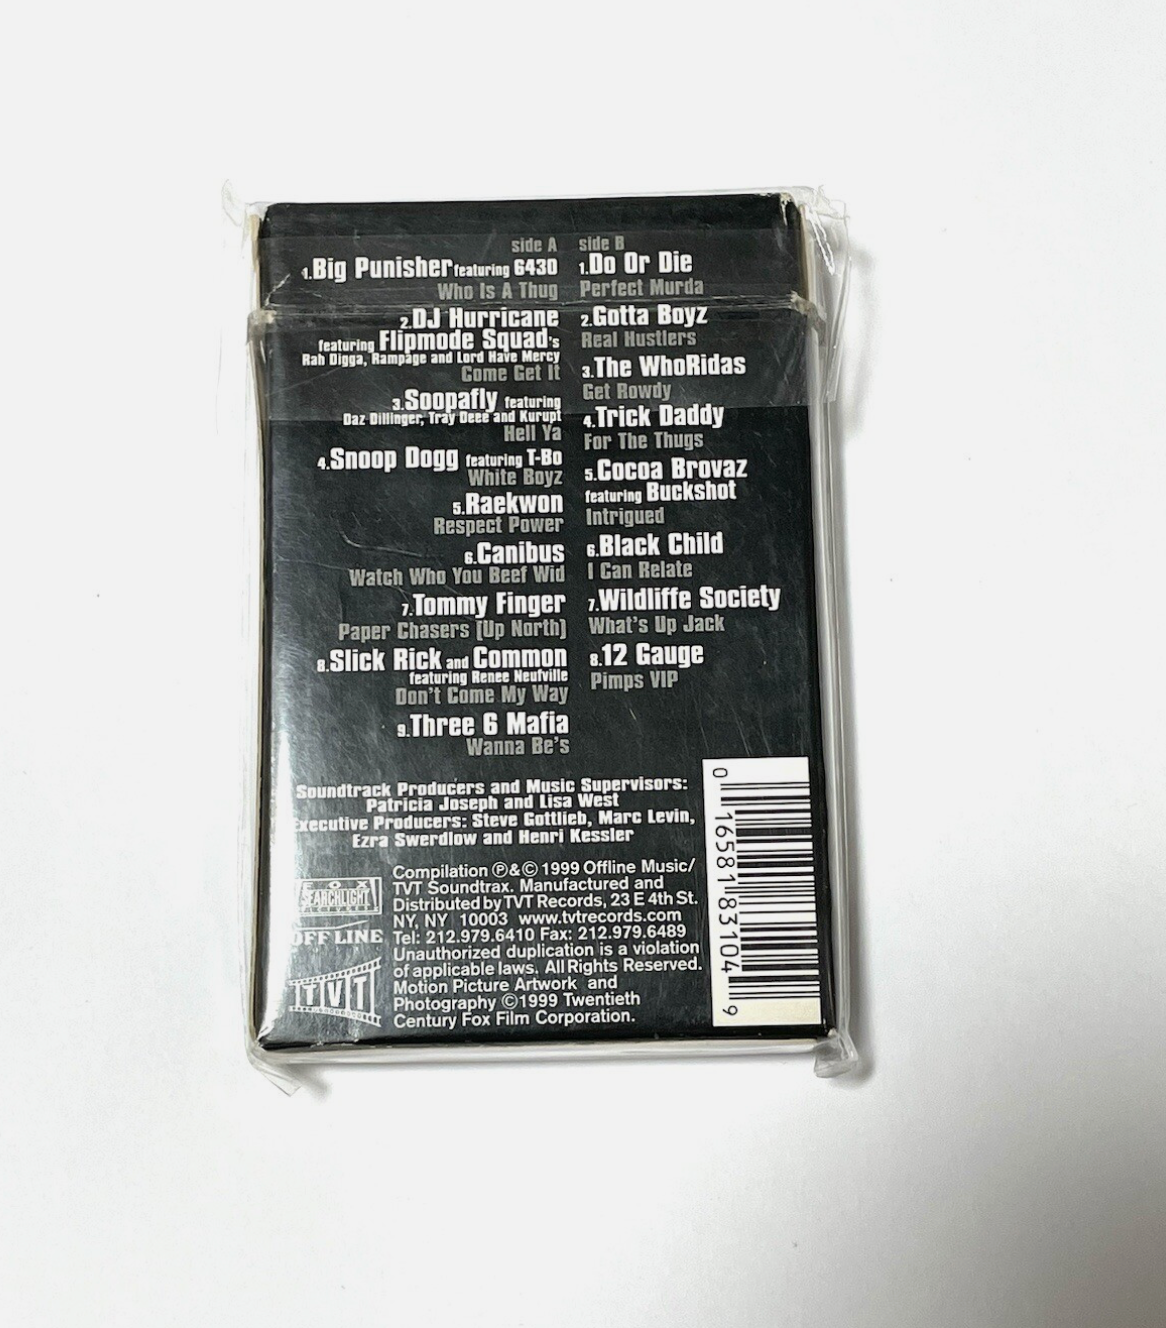 side A
1.Big Punisher featuring 6430
Who Is A Thug
2.DJ Hurricane
featuring Flipmode Squad's
Rah Digga, Rampage and Lord Have Mercy
Come Get It
3.Soopafly featuring
Daz Dillinger, Tray Deee and Kurupt
Hell Ya
4.Snoop Dogg featuring T-Bo
White Boyz
5.Raekwon
Respect Power
6.Canibus
Watch Who You Beef Wid
7.Tommy Finger
Paper Chasers (Up North)
8.Slick Rick and Common
featuring Renee Neufville
Don't Come My Way
9.Three 6 Mafia
Wanna Be's
side B
1.Do Or Die
Perfect Murda
2.Gotta Boyz
Real Hustlers
3.The WhoRidas
Get Rowdy
4.Trick Daddy
For The Thugs
5.Cocoa Brovaz
featuring Buckshot
Intrigued
6.Black Child
I Can Relate
7.Wildliffe Society
What's Up Jack
8.12 Gauge
Pimps VIP
Soundtrack Producers and Music Supervisors:
Patricia Joseph and Lisa West
Executive Producers: Steve Gottlieb, Marc Levin,
Ezra Swerdlow and Henri Kessler
FOX
SEARCHLIGHT
PICTURES
OFFLINE
TVT
Compilation ℗&© 1999 Offline Music/
TVT Soundtrax. Manufactured and
Distributed by TVT Records, 23 E 4th St.
NY, NY 10003 www.tvtrecords.com
Tel: 212.979.6410 Fax: 212.979.6489
Unauthorized duplication is a violation
of applicable laws. All Rights Reserved.
Motion Picture Artwork and
Photography ©1999 Twentieth
Century Fox Film Corporation.
0 16581 83104 9